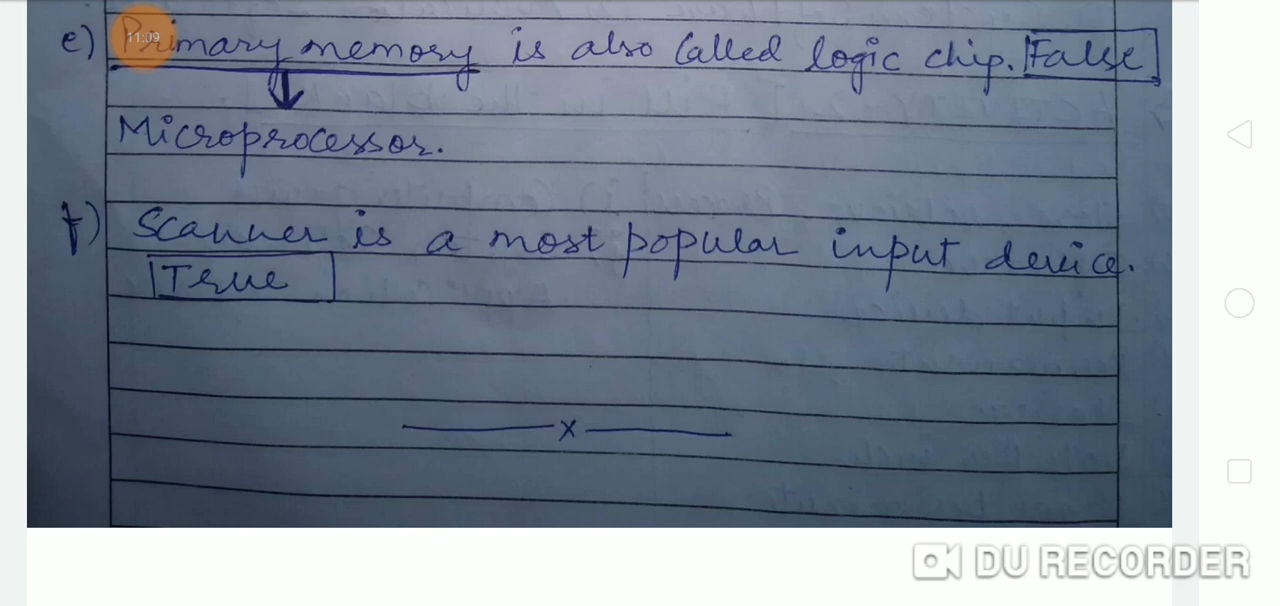 11:09
e) Primary memory is also called logic chip. False
Microprocessor.
f) Scanner is a most popular input device.
True
x
DU RECORDER